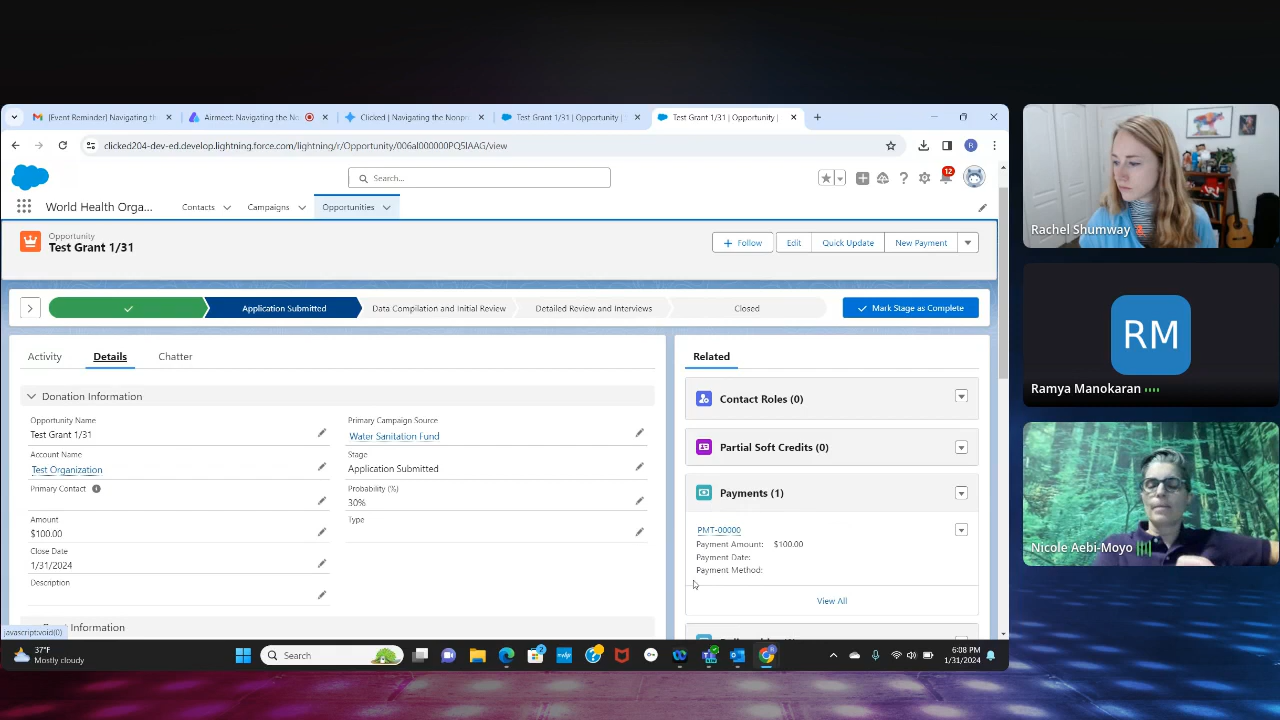 [Event Reminder] Navigating th
Airmeet: Navigating the No
Clicked | Navigating the Nonpr
Test Grant 1/31 | Opportunity |
Test Grant 1/31 | Opportunity |
clicked204-dev-ed.develop.lightning.force.com/lightning/r/Opportunity/006al000000PQSIAAG/view
R
Search...
12
World Health Orga...
Contacts
Campaigns
Opportunities
Opportunity
Test Grant 1/31
Follow
Edit
Quick Update
New Payment
Application Submitted
Data Compilation and Initial Review
Detailed Review and Interviews
Closed
Mark Stage as Complete
Activity
Details
Chatter
Donation Information
Opportunity Name
Test Grant 1/31
Account Name
Test Organization
Primary Contact
Amount
$100.00
Close Date
1/31/2024
Description
Primary Campaign Source
Water Sanitation Fund
Stage
Application Submitted
Probability (%)
30%
Type
Information
javascript:void(0)
Related
Contact Roles (0)
Partial Soft Credits (0)
Payments (1)
PMT-00000
Payment Amount: $100.00
Payment Date:
Payment Method:
View All
37°F
Mostly cloudy
Search
6:08 PM
1/31/2024
Rachel Shumway
RM
Ramya Manokaran
Nicole Aebi-Moyo